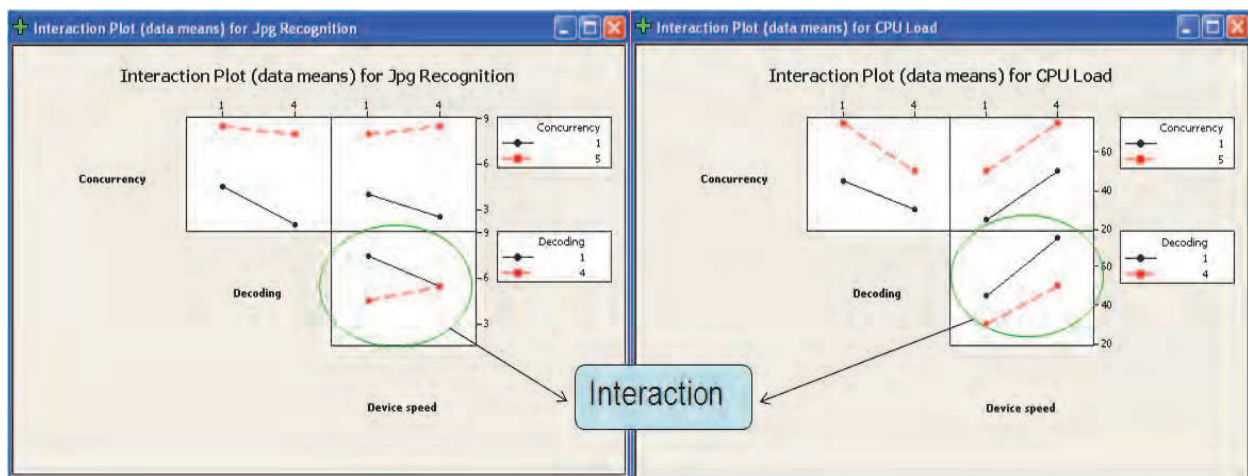 Interaction Plot (data means) for Jpg Recognition
Interaction Plot (data means) for Jpg Recognition
1 4 1 4
9
Concurrency
1
5
6
3
Concurrency
9
Decoding
1
4
6
3
Decoding
Device speed
Interaction Plot (data means) for CPU Load
Interaction Plot (data means) for CPU Load
1 4 1 4
Concurrency
1
5
60
40
20
Concurrency
Decoding
1
4
60
40
20
Decoding
Device speed
Interaction